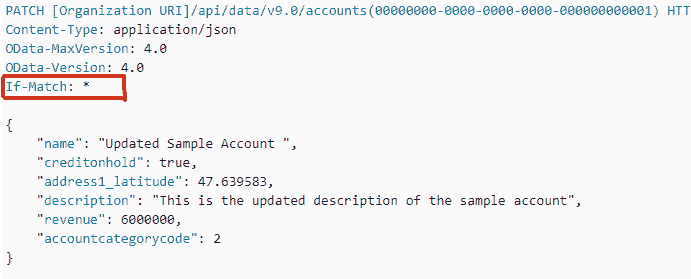 PATCH [Organization URI]/api/data/v9.0/accounts(00000000-0000-0000-0000-000000000001) HTT
Content-Type: application/json
OData-MaxVersion: 4.0
OData-Version: 4.0
If-Match: *
{
"name": "Updated Sample Account ",
"creditonhold": true,
"address1_latitude": 47.639583,
"description": "This is the updated description of the sample account",
"revenue": 6000000,
"accountcategorycode": 2
}